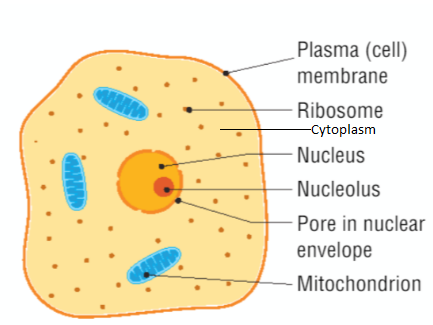 Plasma (cell)
membrane
Ribosome
Cytoplasm
Nucleus
Nucleolus
Pore in nuclear
envelope
Mitochondrion